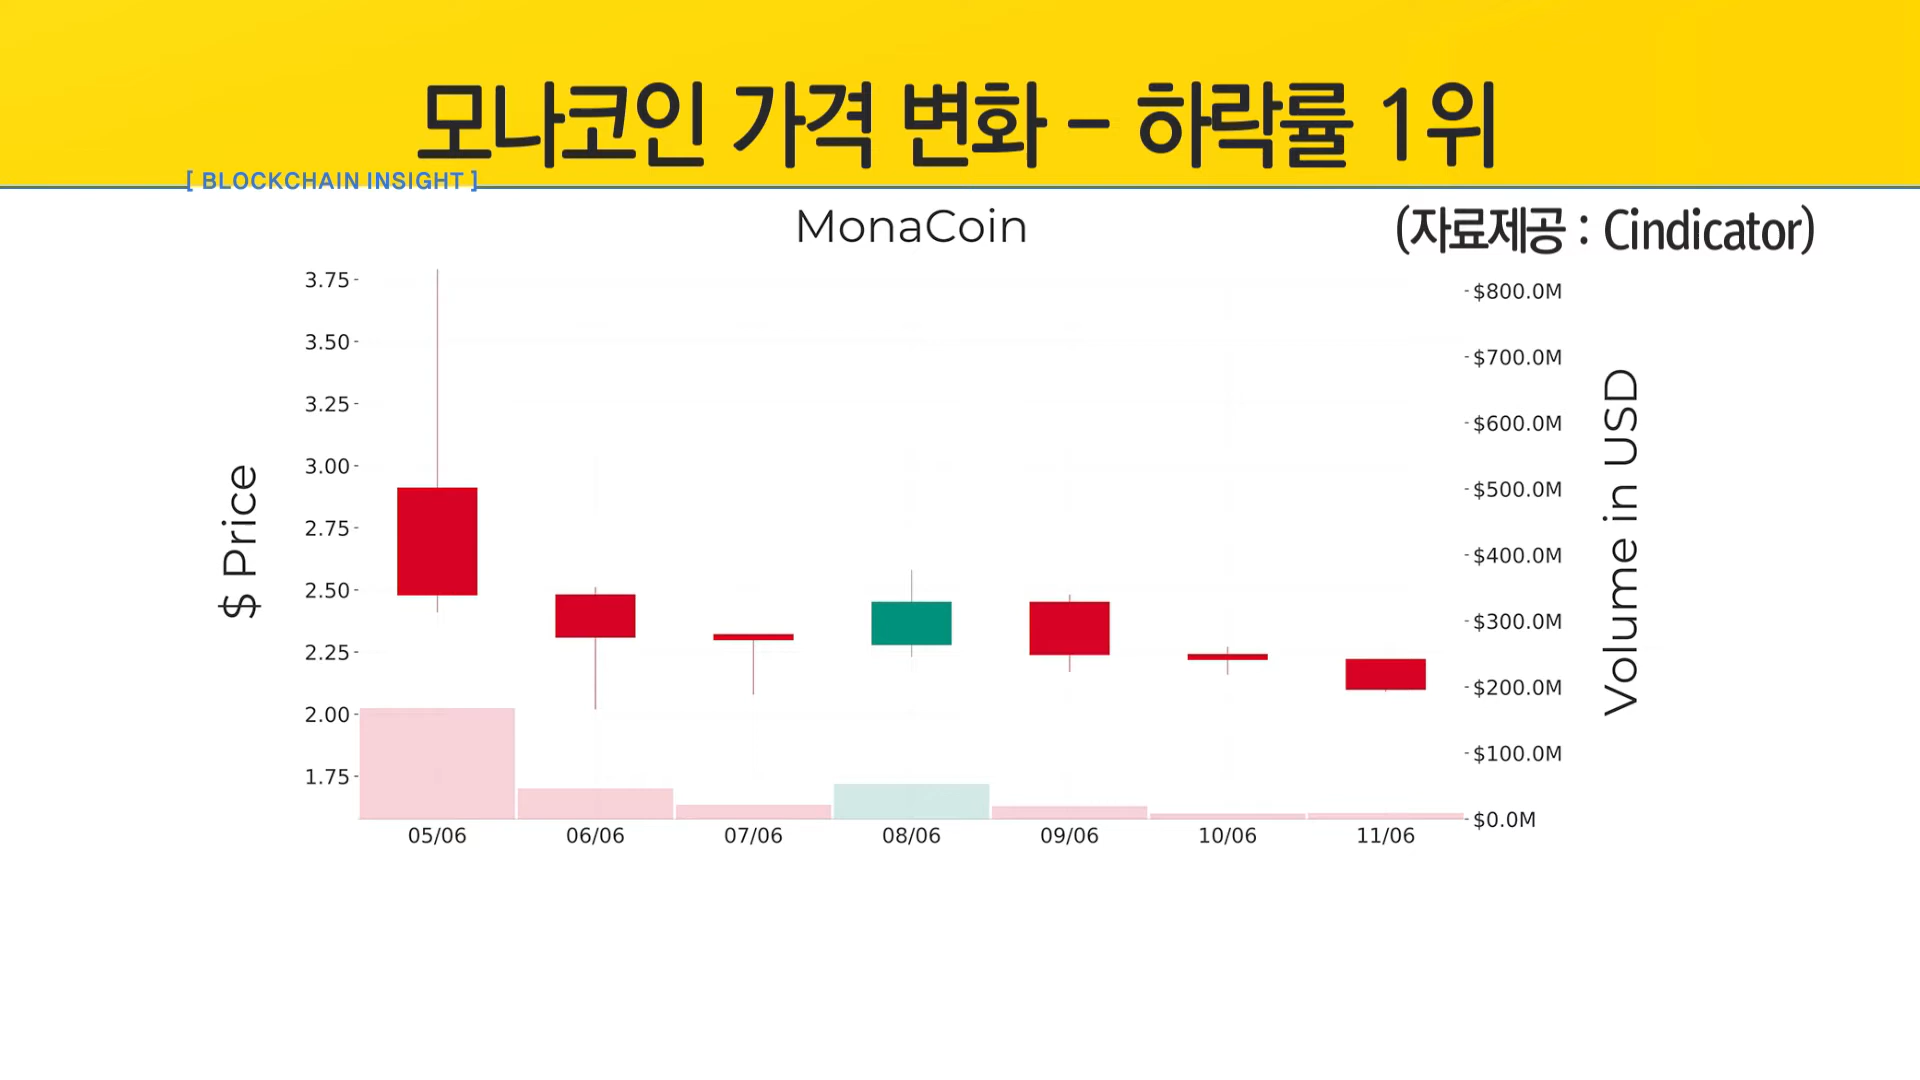 모나코인 가격 변화 - 하락률 1위
[ BLOCKCHAIN INSIGHT ]
MonaCoin
(자료제공 : Cindicator)
$ Price
3.75
3.50
3.25
3.00
2.75
2.50
2.25
2.00
1.75
$800.0M
$700.0M
$600.0M
$500.0M
$400.0M
$300.0M
$200.0M
$100.0M
$0.0M
Volume in USD
05/06 06/06 07/06 08/06 09/06 10/06 11/06